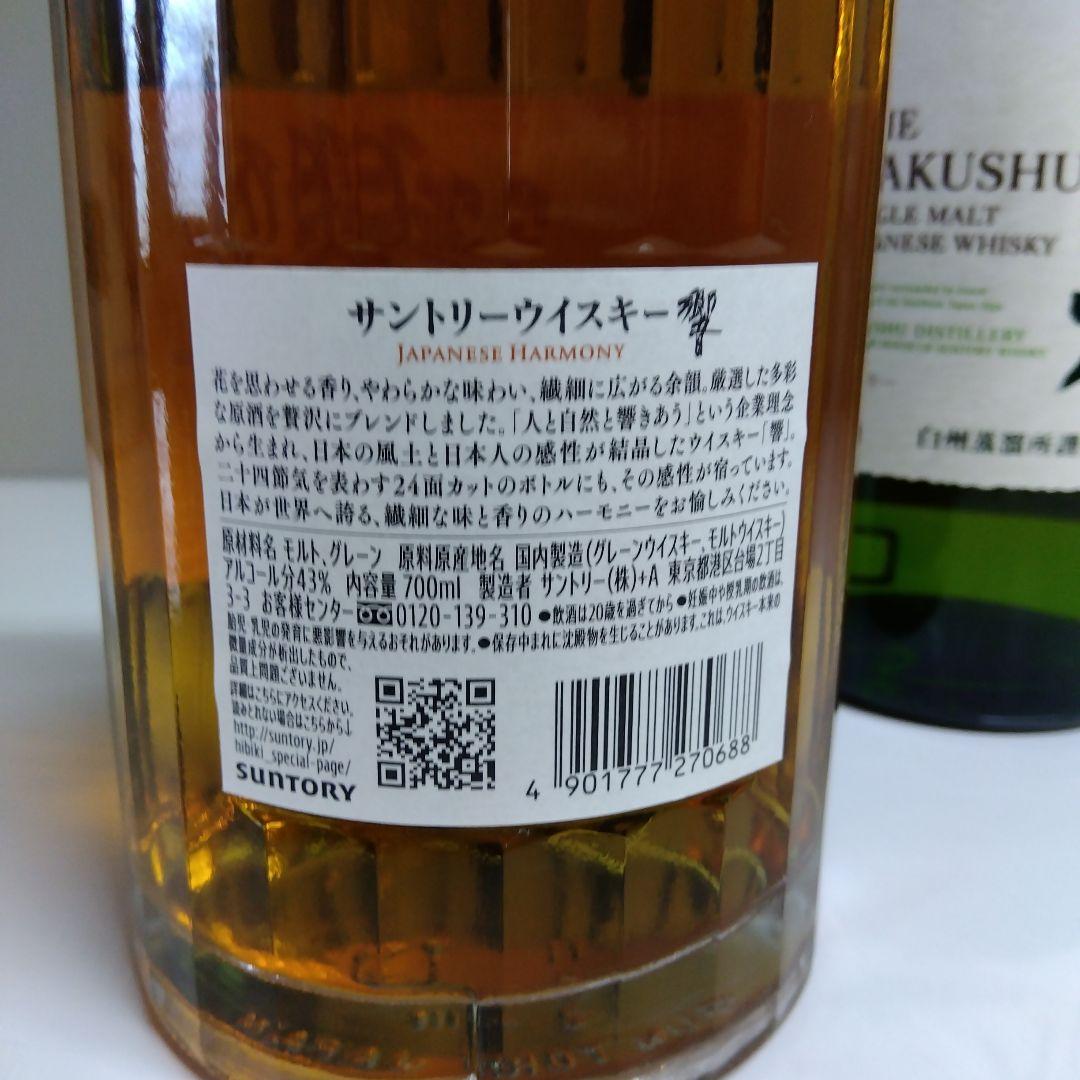 サントリーウイスキー響
JAPANESE HARMONY
花を思わせる香り、やわらかな味わい、繊細に広がる余韻。厳選した多彩
な原酒を贅沢にブレンドしました。「人と自然と響きあう」という企業理念
から生まれ、日本の風土と日本人の感性が結晶したウイスキー「響」。
二十四節気を表わす24面カットのボトルにも、その感性が宿っています。
日本が世界へ誇る、繊細な味と香りのハーモニーをお愉しみください。
原材料名 モルト、グレーン 原料原産地名 国内製造(グレーンウイスキー、モルトウイスキー)
アルコール分43% 内容量 700ml 製造者 サントリー(株)+A 東京都港区台場2丁目
3-3 お客様センター 0120-139-310 ●飲酒は20歳を過ぎてから ●妊娠中や授乳期の飲酒は、
胎児・乳児の発育に悪影響を与えるおそれがあります。 ●保存中まれに沈殿物を生じることがあります。これは、ウイスキー本来の
微量成分が析出したもので、
品質上問題ございません。
詳細はこちらにアクセスください。
読みとれない場合はこちらから↓
http://suntory.jp/
hibiki_special-page/
SUNTORY
4 901777 270688
AKUSHU
GLE MALT
ANESE WHISKY
SHU DISTILLERY
白州蒸溜所謹